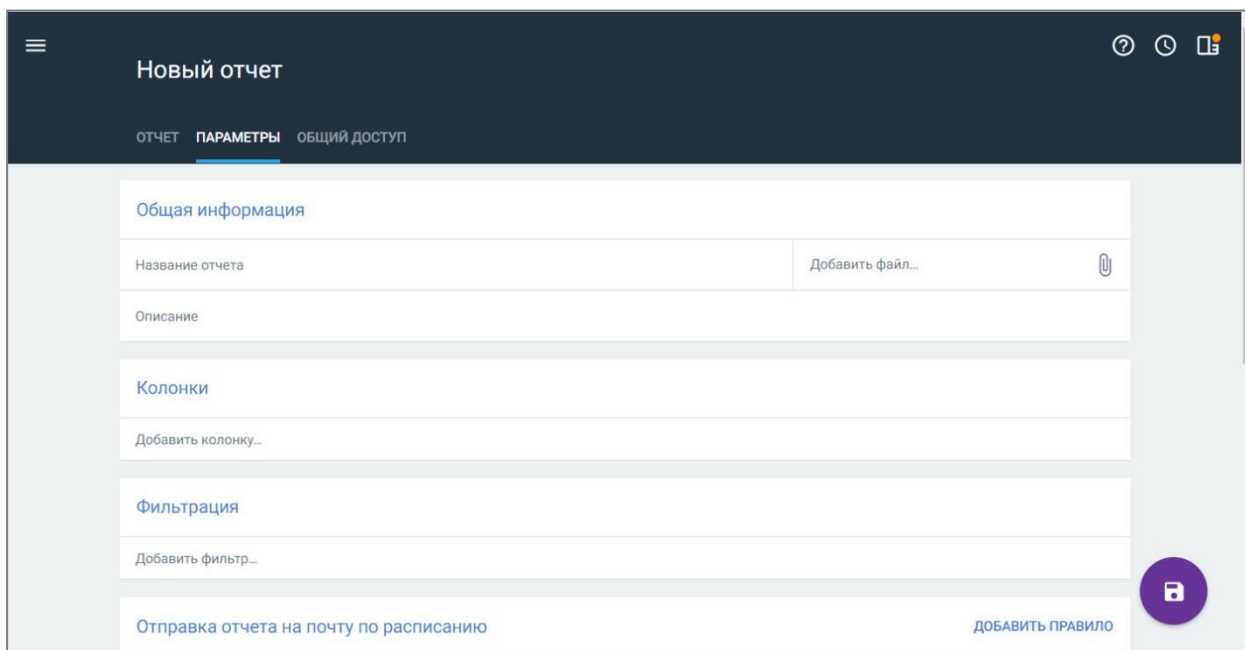 Новый отчет
ОТЧЕТ ПАРАМЕТРЫ ОБЩИЙ ДОСТУП
Общая информация
Название отчета Добавить файл...
Описание
Колонки
Добавить колонку...
Фильтрация
Добавить фильтр...
Отправка отчета на почту по расписанию ДОБАВИТЬ ПРАВИЛО